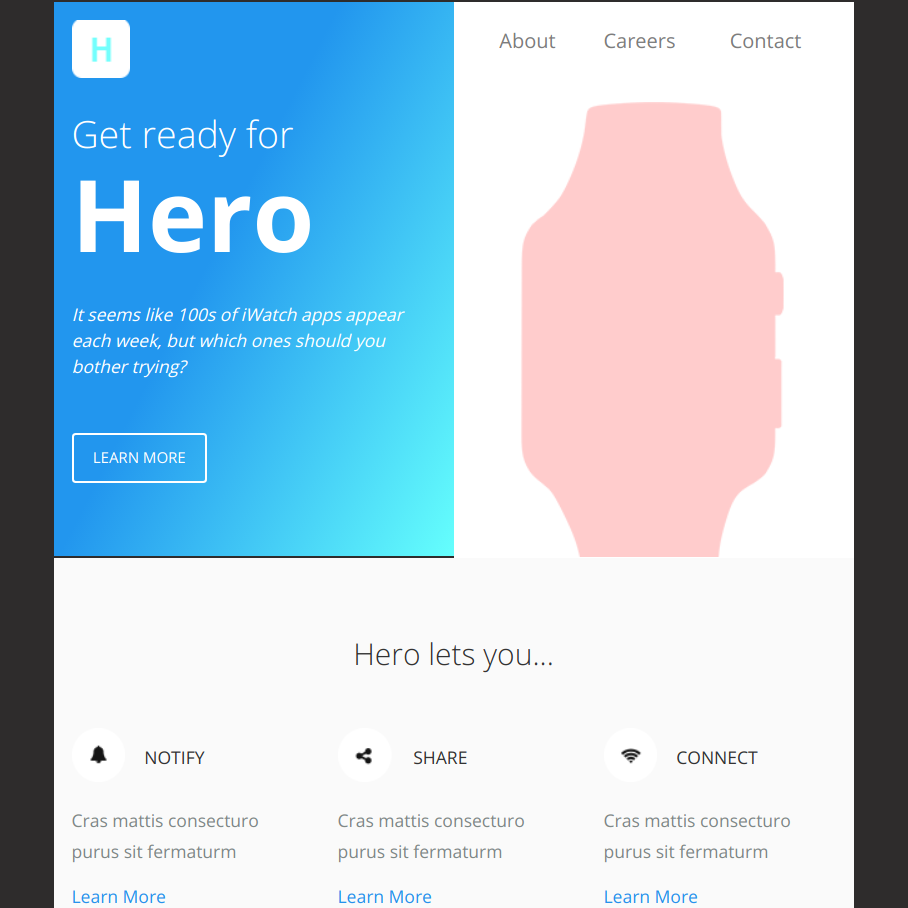 H
About Careers Contact
Get ready for
Hero
It seems like 100s of iWatch apps appear
each week, but which ones should you
bother trying?
LEARN MORE
Hero lets you...
NOTIFY
Cras mattis consecturo
purus sit fermaturm
Learn More
SHARE
Cras mattis consecturo
purus sit fermaturm
Learn More
CONNECT
Cras mattis consecturo
purus sit fermaturm
Learn More